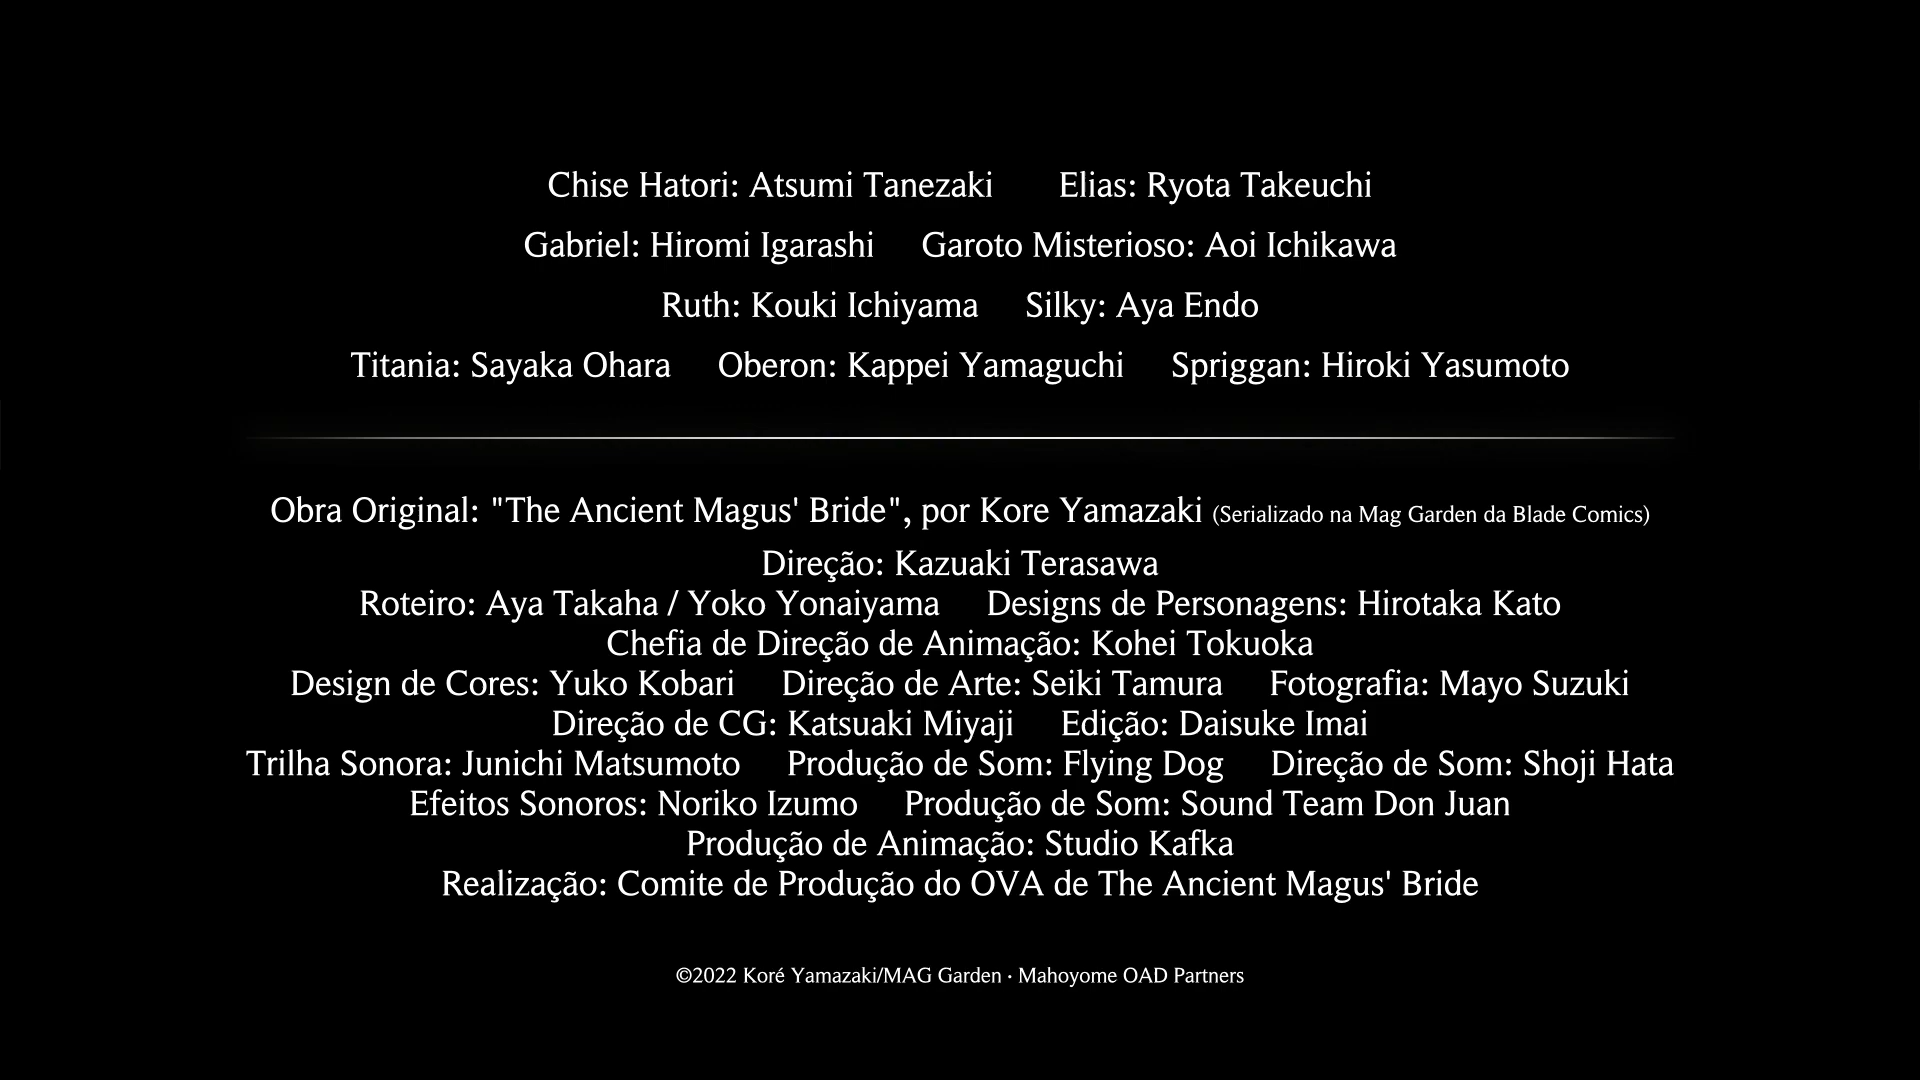 Chise Hatori: Atsumi Tanezaki Elias: Ryota Takeuchi
Gabriel: Hiromi Igarashi Garoto Misterioso: Aoi Ichikawa
Ruth: Kouki Ichiyama Silky: Aya Endo
Titania: Sayaka Ohara Oberon: Kappei Yamaguchi Spriggan: Hiroki Yasumoto
Obra Original: "The Ancient Magus' Bride", por Kore Yamazaki (Serializado na Mag Garden da Blade Comics)
Direção: Kazuaki Terasawa
Roteiro: Aya Takaha / Yoko Yonaiyama Designs de Personagens: Hirotaka Kato
Chefia de Direção de Animação: Kohei Tokuoka
Design de Cores: Yuko Kobari Direção de Arte: Seiki Tamura Fotografia: Mayo Suzuki
Direção de CG: Katsuaki Miyaji Edição: Daisuke Imai
Trilha Sonora: Junichi Matsumoto Produção de Som: Flying Dog Direção de Som: Shoji Hata
Efeitos Sonoros: Noriko Izumo Produção de Som: Sound Team Don Juan
Produção de Animação: Studio Kafka
Realização: Comite de Produção do OVA de The Ancient Magus' Bride
©2022 Koré Yamazaki/MAG Garden · Mahoyome OAD Partners